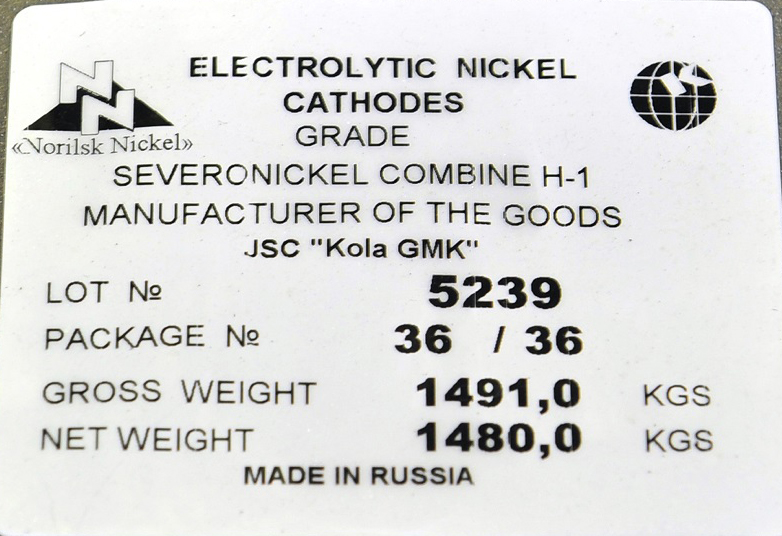 ELECTROLYTIC NICKEL
CATHODES
«Norilsk Nickel»
GRADE
SEVERONICKEL COMBINE H-1
MANUFACTURER OF THE GOODS
JSC "Kola GMK"
LOT № 5239
PACKAGE № 36 / 36
GROSS WEIGHT 1491,0 KGS
NET WEIGHT 1480,0 KGS
MADE IN RUSSIA